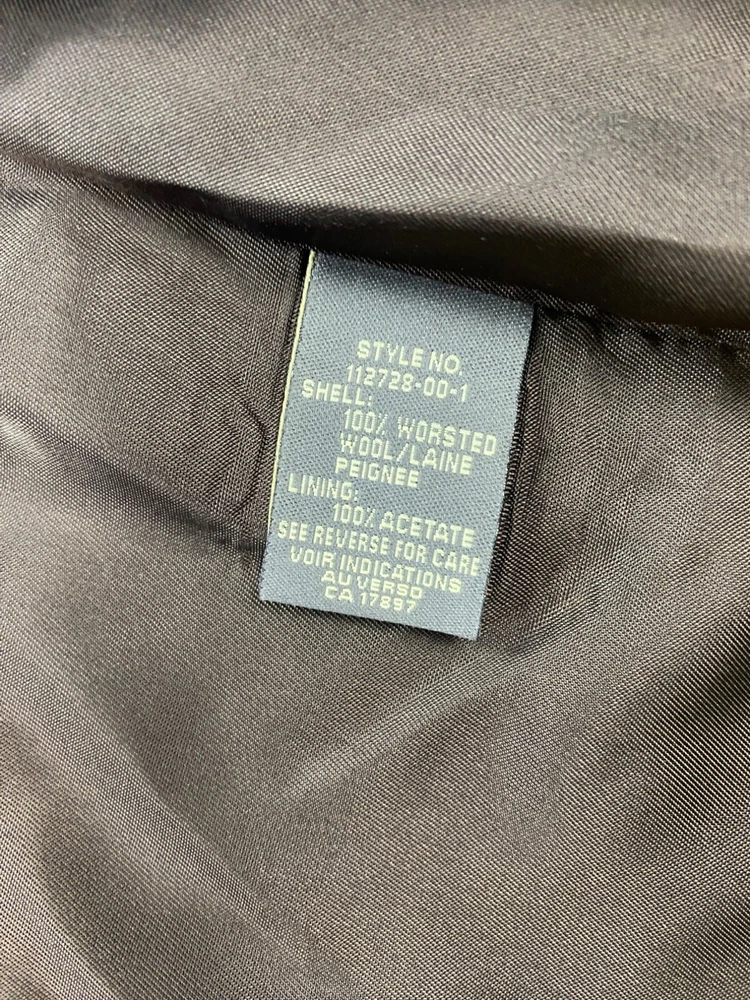 STYLE NO.
112728-00-1
SHELL:
100% WORSTED
WOOL/LAINE
PEIGNEE
LINING:
100% ACETATE
SEE REVERSE FOR CARE
VOIR INDICATIONS
AU VERSO
CA 17897